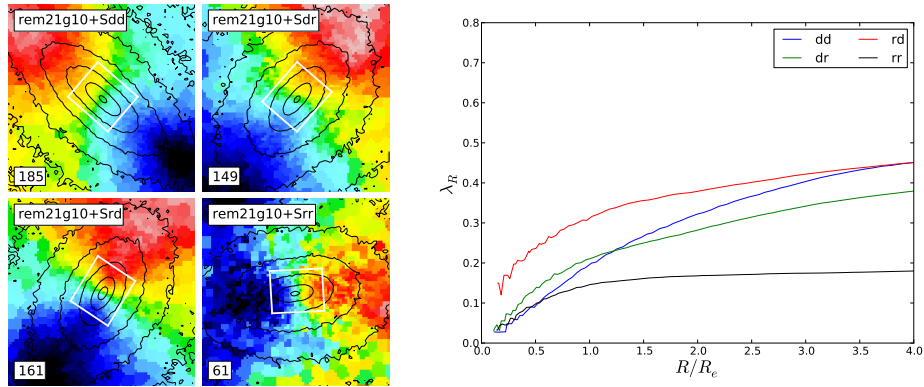 rem21g10+Sdd
185
rem21g10+Sdr
149
rem21g10+Srd
161
rem21g10+Srr
61
0.8
0.7
0.6
0.5
0.4
0.3
0.2
0.1
0.0
λ_R
dd
dr
rd
rr
0.0 0.5 1.0 1.5 2.0 2.5 3.0 3.5 4.0
R/R_e